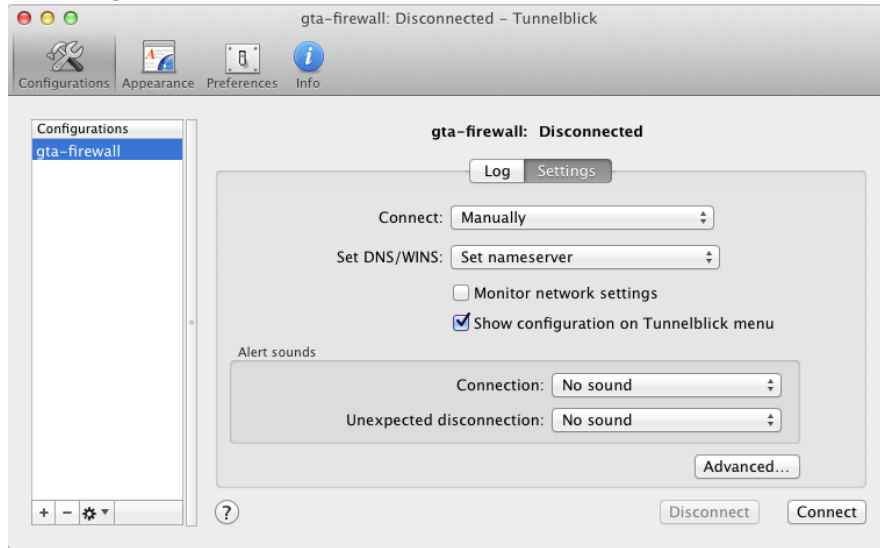 gta-firewall: Disconnected – Tunnelblick
Configurations Appearance Preferences Info
Configurations
gta-firewall
gta-firewall: Disconnected
Log Settings
Connect: Manually
Set DNS/WINS: Set nameserver
Monitor network settings
Show configuration on Tunnelblick menu
Alert sounds
Connection: No sound
Unexpected disconnection: No sound
Advanced...
+ − ? Disconnect Connect